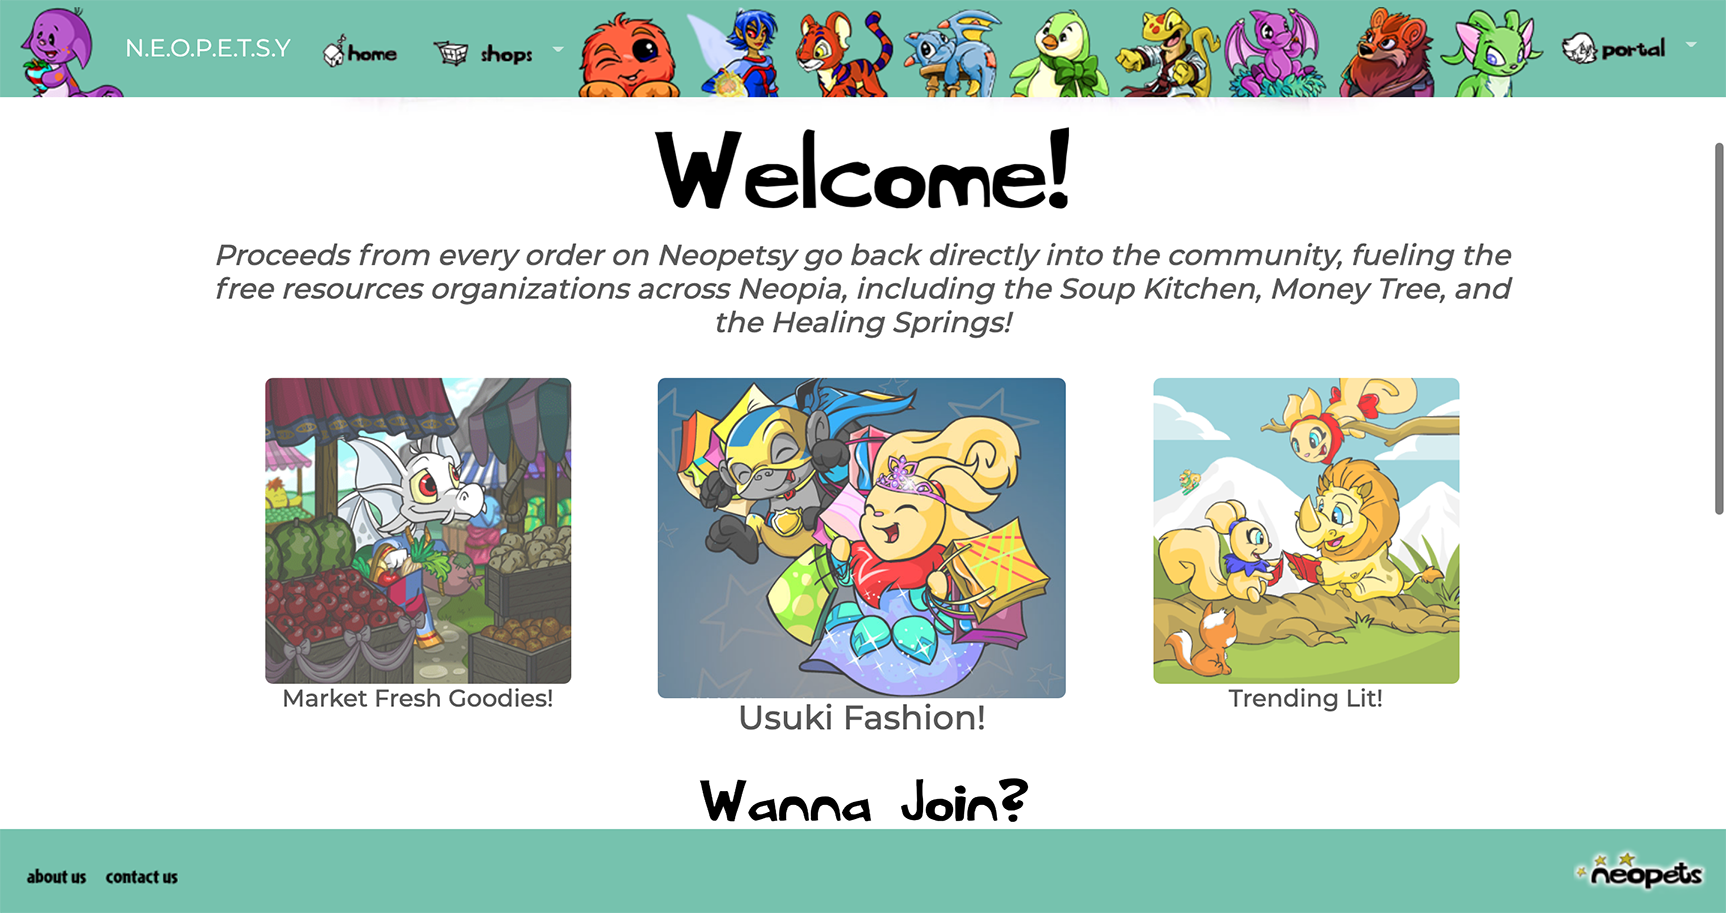 N.E.O.P.E.T.S.Y
home
shops
portal
Welcome!
Proceeds from every order on Neopetsy go back directly into the community, fueling the
free resources organizations across Neopia, including the Soup Kitchen, Money Tree, and
the Healing Springs!
Market Fresh Goodies!
Usuki Fashion!
Trending Lit!
Wanna Join?
about us
contact us
neopets